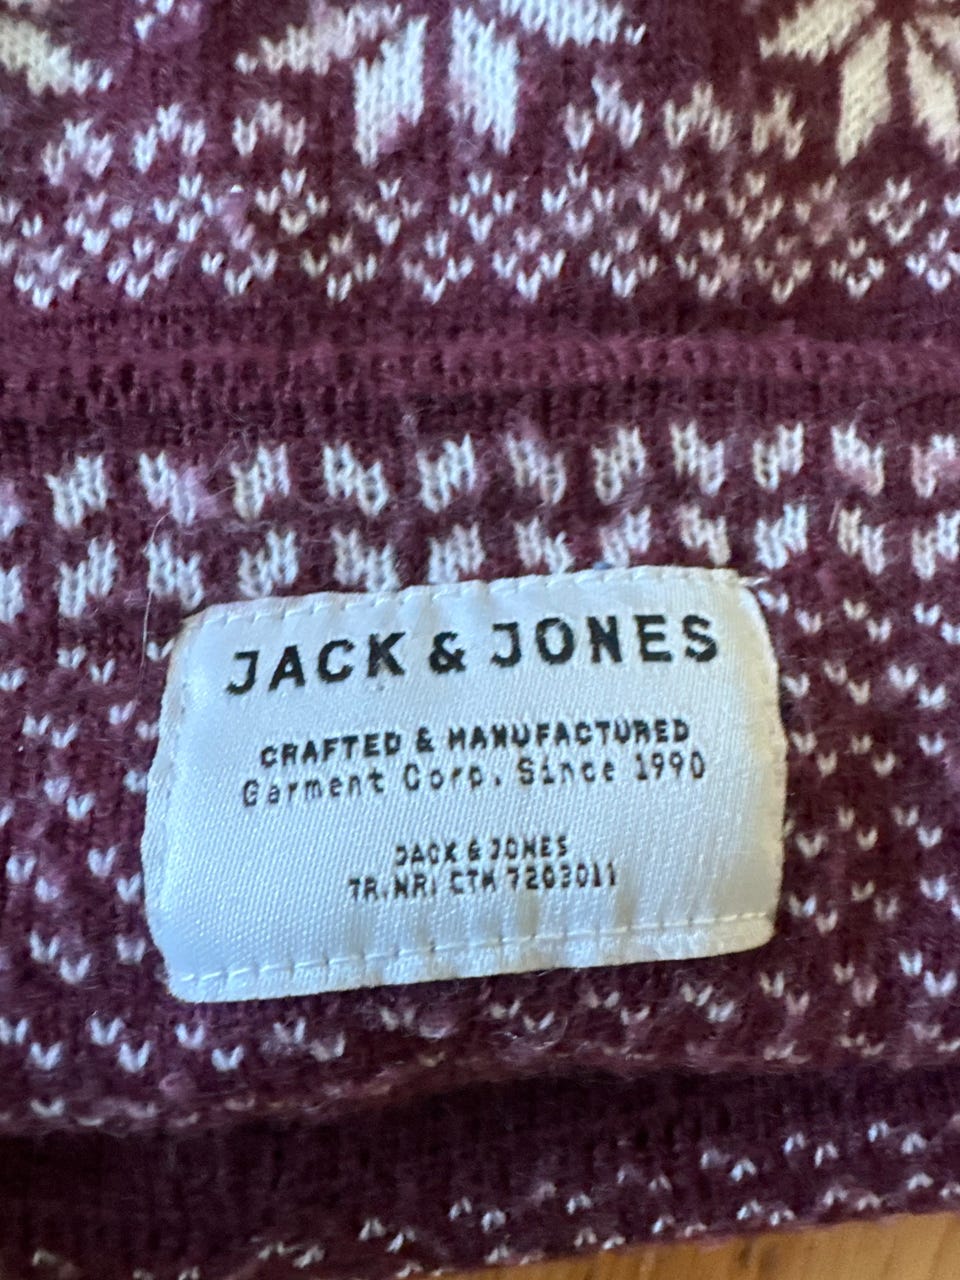 JACK & JONES
CRAFTED & MANUFACTURED
Garment Corp. Since 1990
JACK & JONES
TR.NR: CTM 7203011